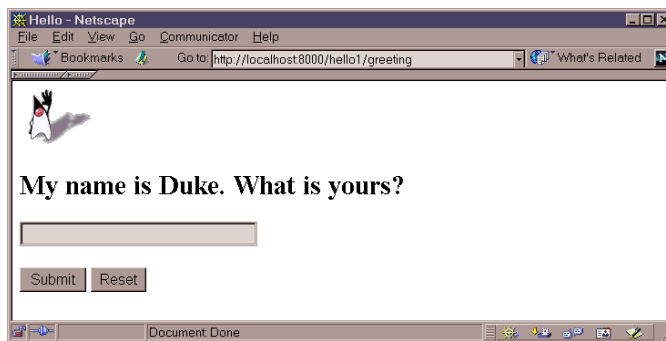 Hello - Netscape
File Edit View Go Communicator Help
Bookmarks Go to: http://localhost:8000/hello1/greeting What's Related N
My name is Duke. What is yours?
Submit Reset
Document: Done